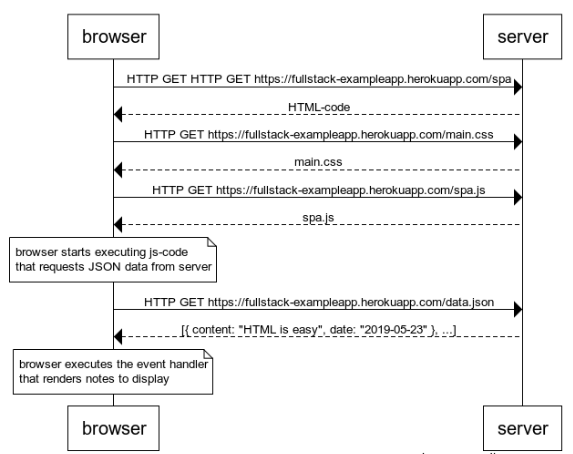 browser
server
HTTP GET HTTP GET https://fullstack-exampleapp.herokuapp.com/spa
HTML-code
HTTP GET https://fullstack-exampleapp.herokuapp.com/main.css
main.css
HTTP GET https://fullstack-exampleapp.herokuapp.com/spa.js
spa.js
browser starts executing js-code
that requests JSON data from server
HTTP GET https://fullstack-exampleapp.herokuapp.com/data.json
[{ content: "HTML is easy", date: "2019-05-23" }, ...]
browser executes the event handler
that renders notes to display
browser
server